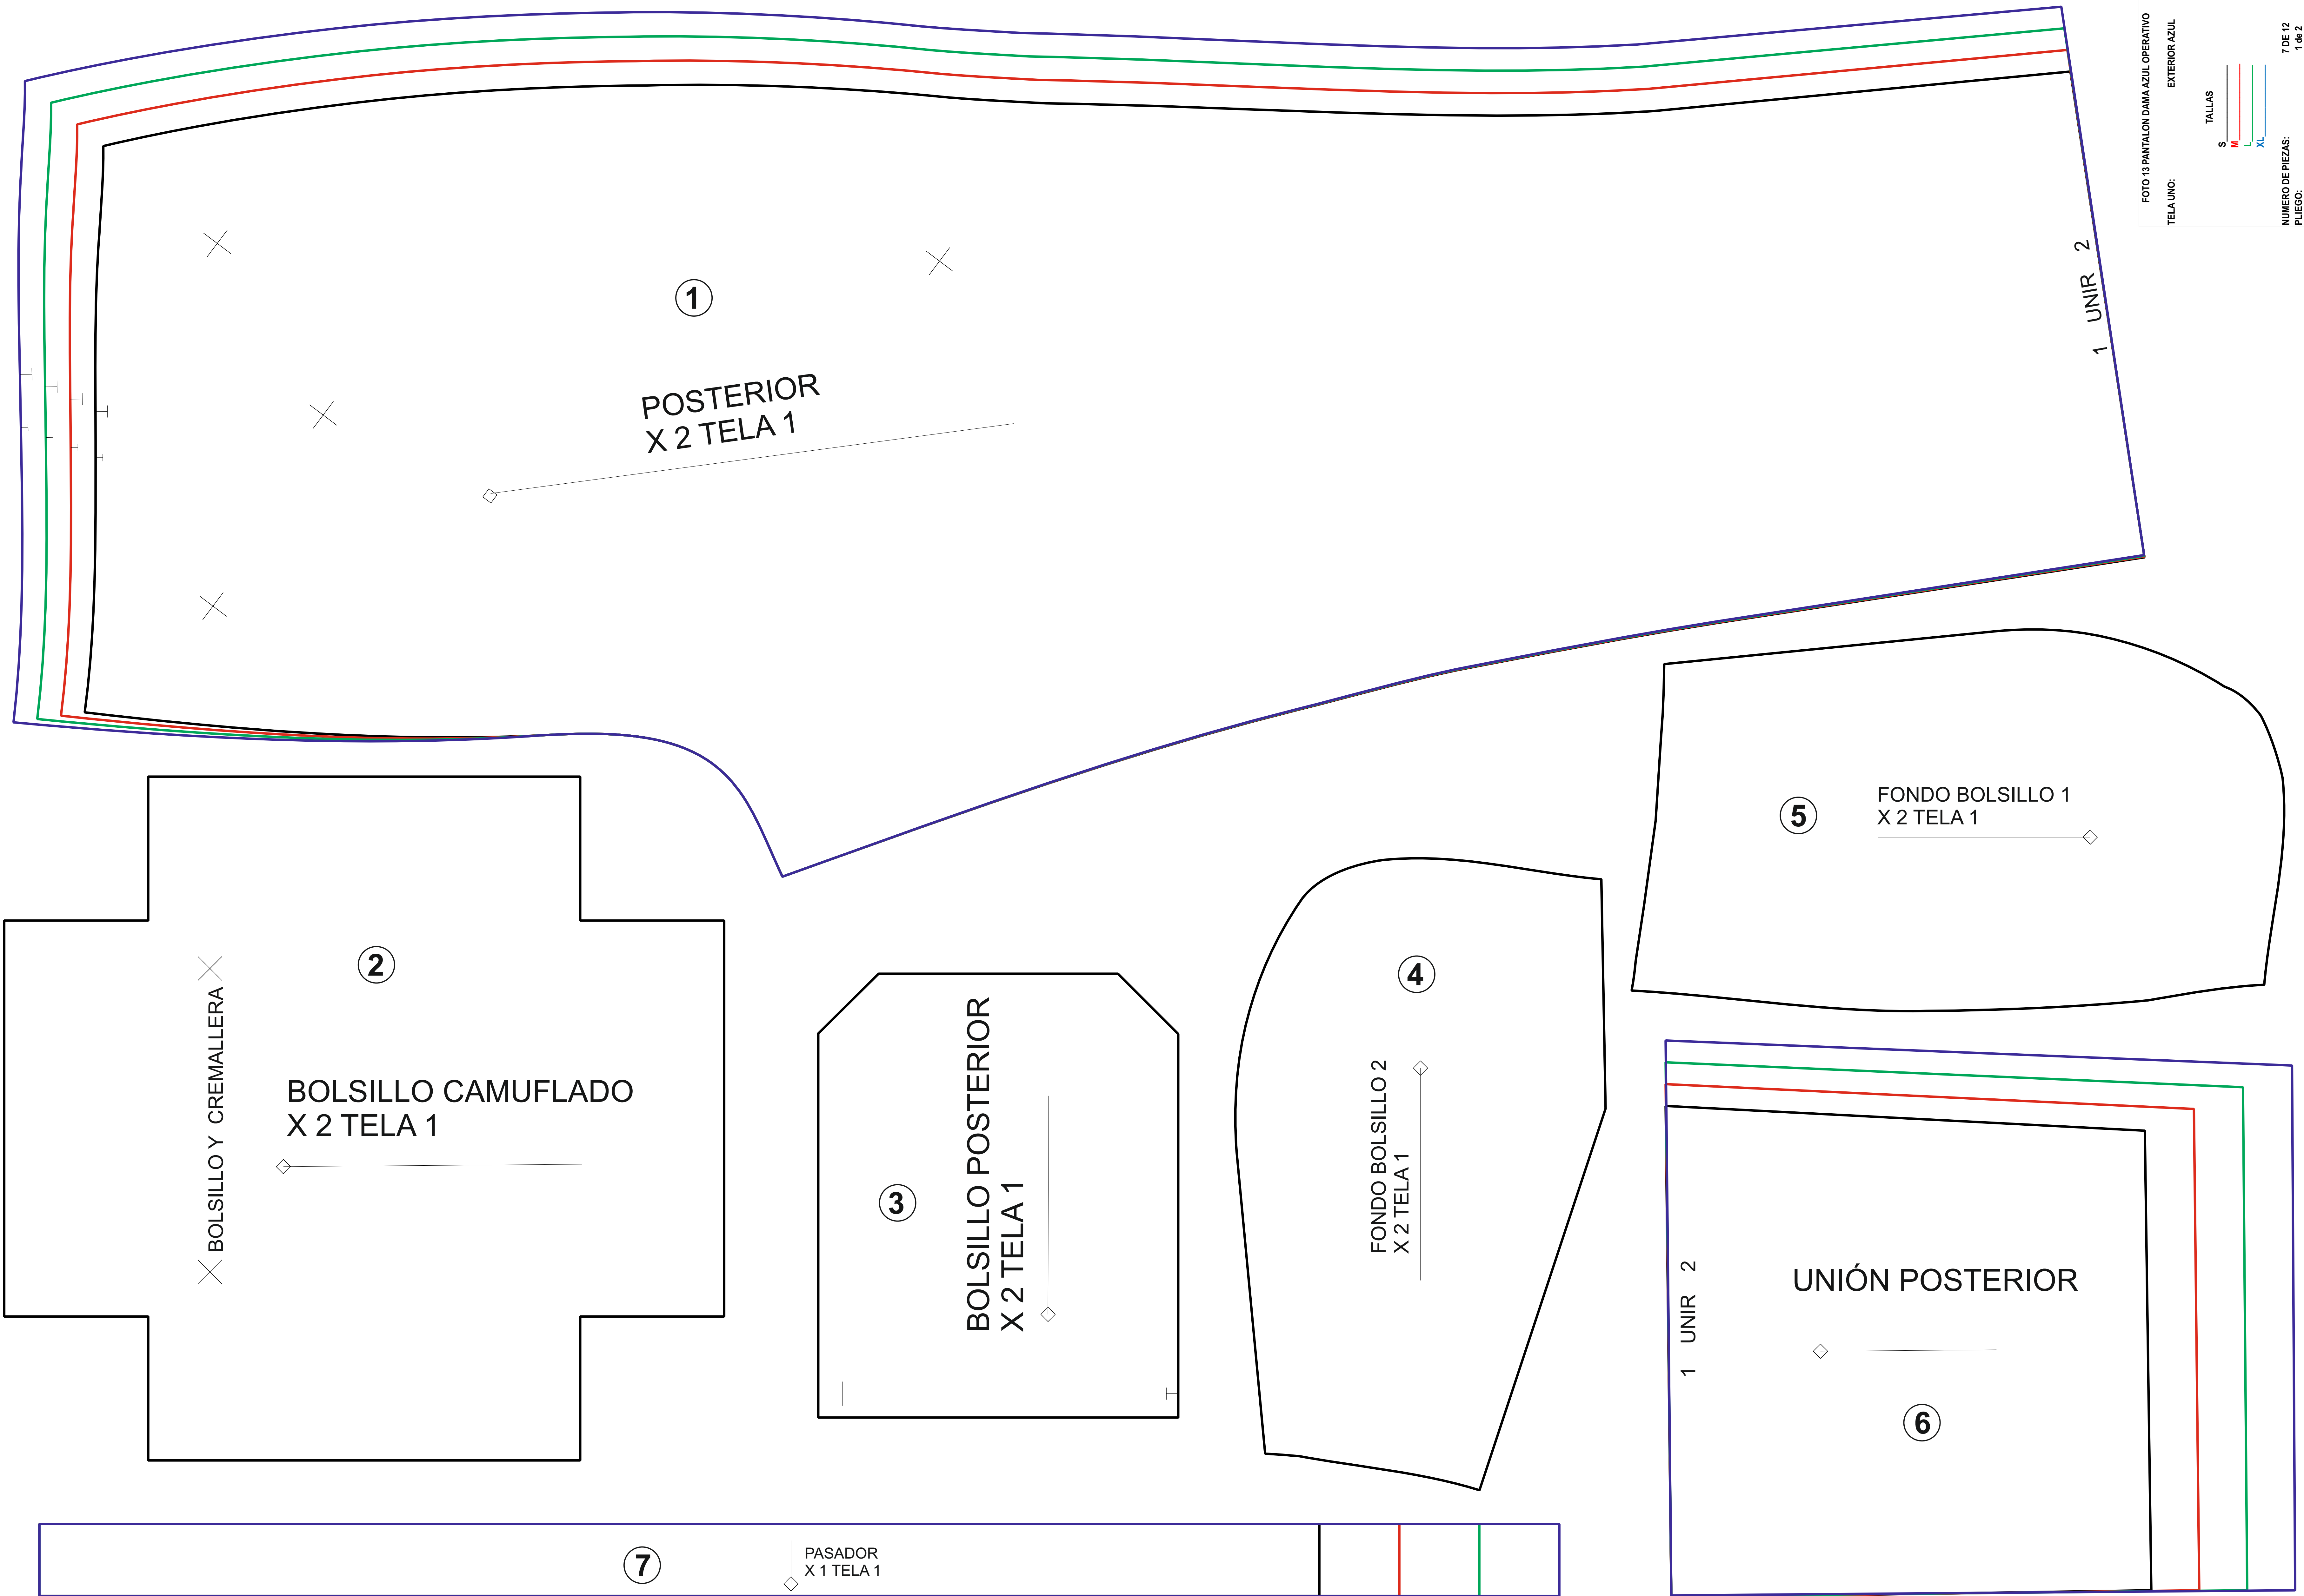 FOTO 13 PANTALON DAMA AZUL OPERATIVO
TELA UNO: EXTERIOR AZUL
TALLAS
S
M
L
XL
NUMERO DE PIEZAS: 7 DE 12
PLIEGO: 1 de 2
1
POSTERIOR
X 2 TELA 1
1 UNIR 2
2
BOLSILLO Y CREMALLERA
BOLSILLO CAMUFLADO
X 2 TELA 1
3
BOLSILLO POSTERIOR
X 2 TELA 1
4
FONDO BOLSILLO 2
X 2 TELA 1
5
FONDO BOLSILLO 1
X 2 TELA 1
1 UNIR 2
UNIÓN POSTERIOR
6
7
PASADOR
X 1 TELA 1